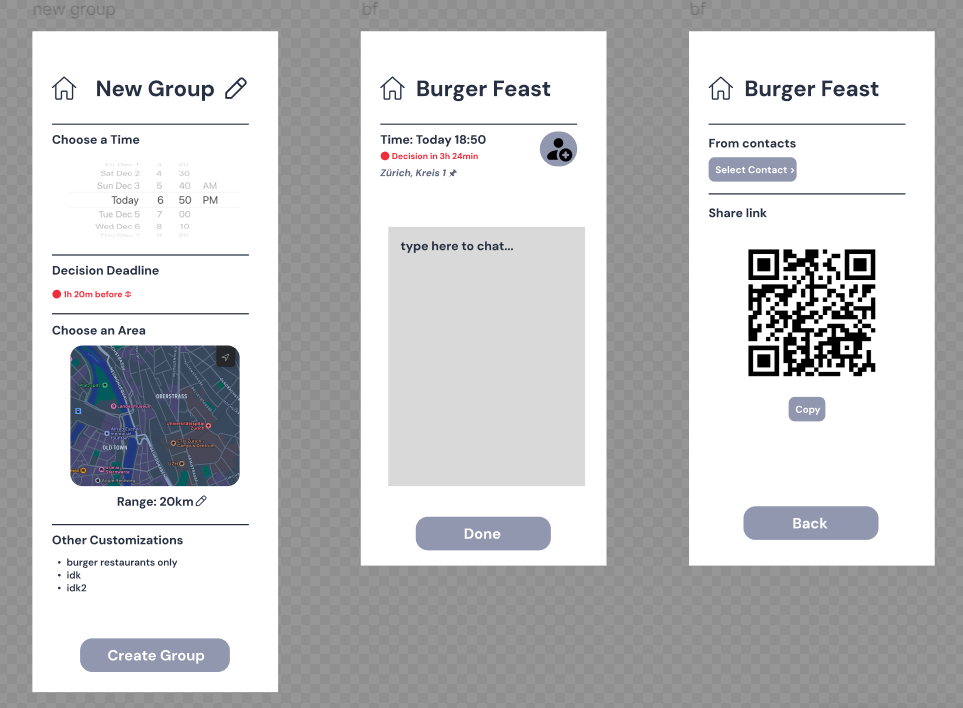 new group
New Group
Choose a Time
Fri Dec 1
Sat Dec 2 4 30
Sun Dec 3 5 40 AM
Today 6 50 PM
Tue Dec 5 7 00
Wed Dec 6 8 10
Thu Dec 7 9 20
Decision Deadline
1h 20m before
Choose an Area
OBERSTRASS
Landesmuseum
OLD TOWN
Range: 20km
Other Customizations
• burger restaurants only
• idk
• idk2
Create Group
bf
Burger Feast
Time: Today 18:50
Decision in 3h 24min
Zürich, Kreis 1
type here to chat...
Done
bf
Burger Feast
From contacts
Select Contact >
Share link
Copy
Back